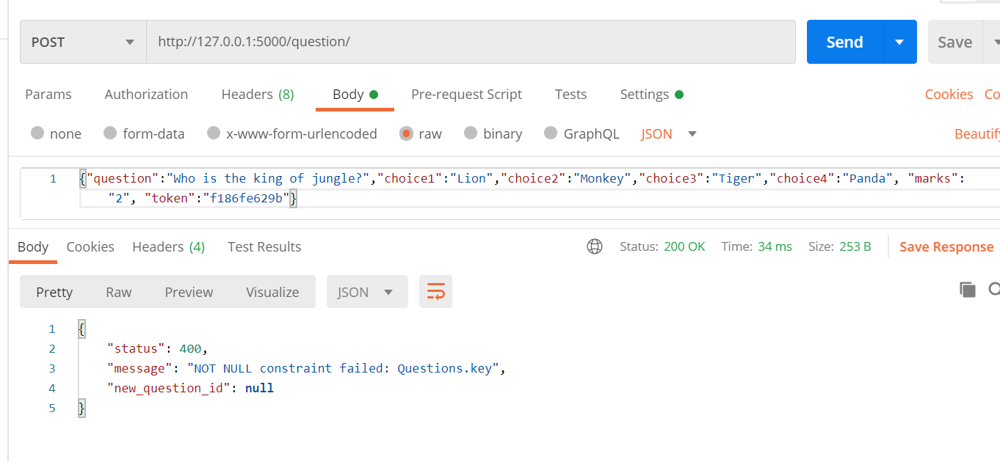 POST http://127.0.0.1:5000/question/ Send Save
Params Authorization Headers (8) Body Pre-request Script Tests Settings Cookies Co
none form-data x-www-form-urlencoded raw binary GraphQL JSON Beautify
1 {"question":"Who is the king of jungle?","choice1":"Lion","choice2":"Monkey","choice3":"Tiger","choice4":"Panda", "marks":
"2", "token":"f186fe629b"}
Body Cookies Headers (4) Test Results Status: 200 OK Time: 34 ms Size: 253 B Save Response
Pretty Raw Preview Visualize JSON
1 {
2 "status": 400,
3 "message": "NOT NULL constraint failed: Questions.key",
4 "new_question_id": null
5 }